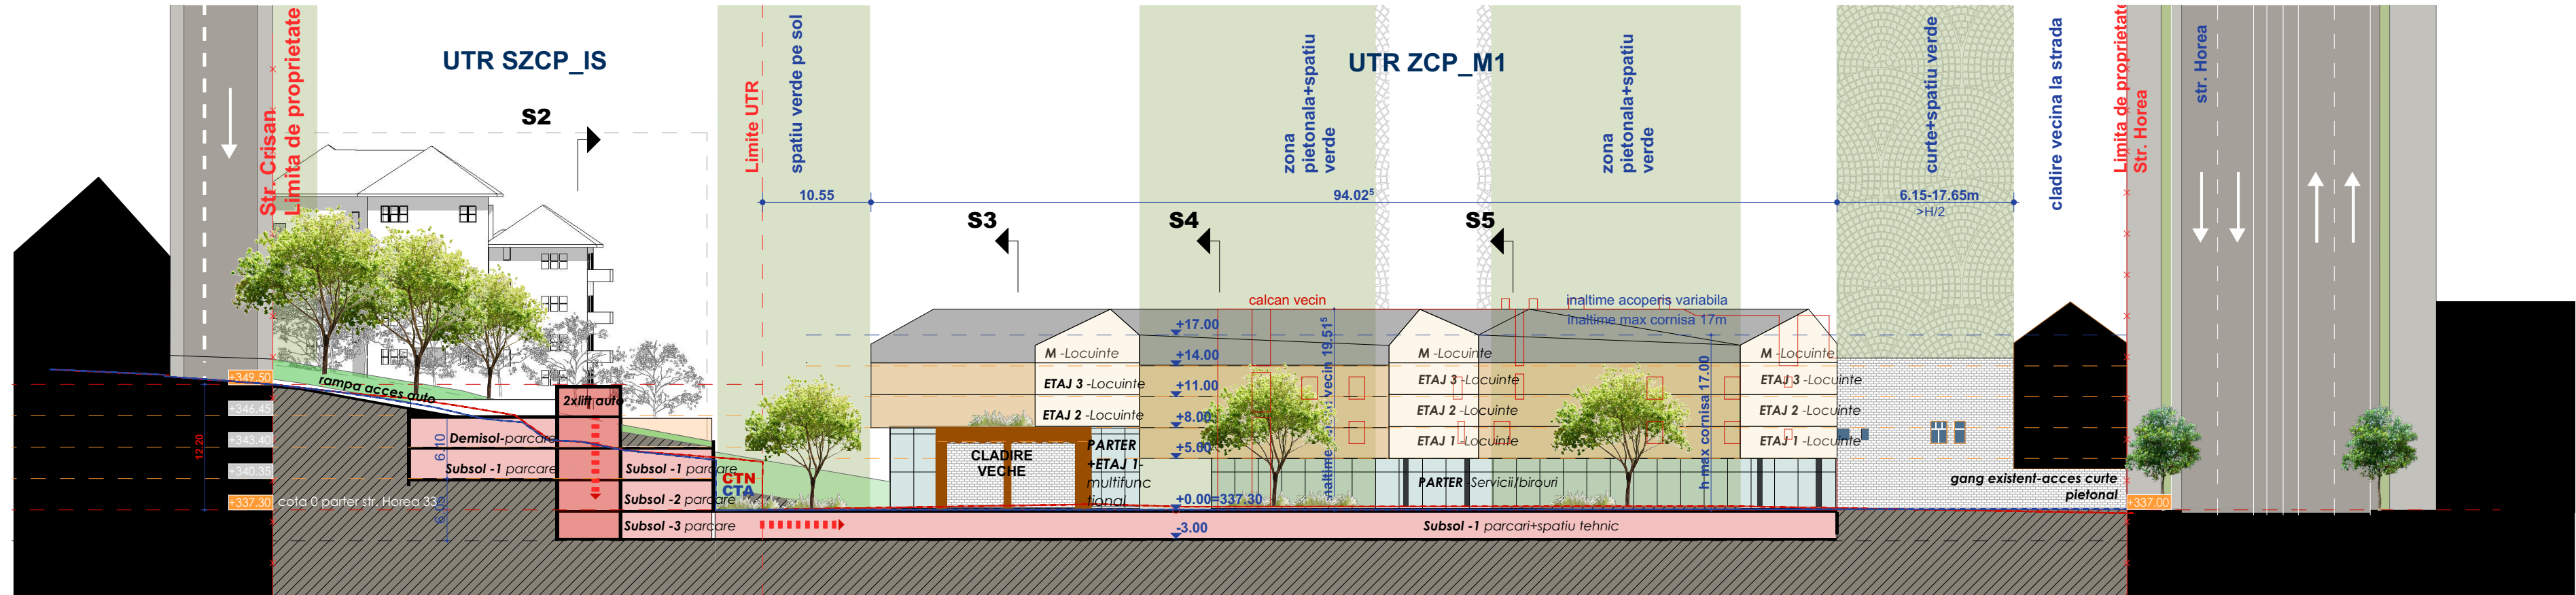 UTR SZCP_IS
UTR ZCP_M1
Str. Crisan
Limita de proprietate
Limite UTR
spatiu verde pe sol
zona
pietonala+spatiu
verde
zona
pietonala+spatiu
verde
curte+spatiu verde
cladire vecina la strada
Limita de proprietate
Str. Horea
str. Horea
S2
S3
S4
S5
10.55
94.02⁵
6.15-17.65m
>H/2
calcan vecin
inaltime acoperis variabila
inaltime max cornisa 17m
+17.00
+14.00
+11.00
+8.00
+5.00
+0.00=337.30
-3.00
vecin 19.51⁵
h max cornisa 17.00
M -Locuinte
ETAJ 3 -Locuinte
ETAJ 2 -Locuinte
PARTER
+ETAJ 1-
multifunc
tional
CLADIRE
VECHE
M -Locuinte
ETAJ 3 -Locuinte
ETAJ 2 -Locuinte
ETAJ 1 -Locuinte
PARTER -Servicii/birouri
M -Locuinte
ETAJ 3 -Locuinte
ETAJ 2 -Locuinte
ETAJ 1 -Locuinte
gang existent-acces curte
pietonal
+337.00
+349.50
+346.45
+343.40
+340.35
+337.30
cota 0 parter str. Horea 33
12.20
6.10
rampa acces auto
2xlift auto
Demisol-parcare
Subsol -1 parcare
Subsol -1 parcare
Subsol -2 parcare
Subsol -3 parcare
CTN
CTA
Subsol -1 parcari+spatiu tehnic